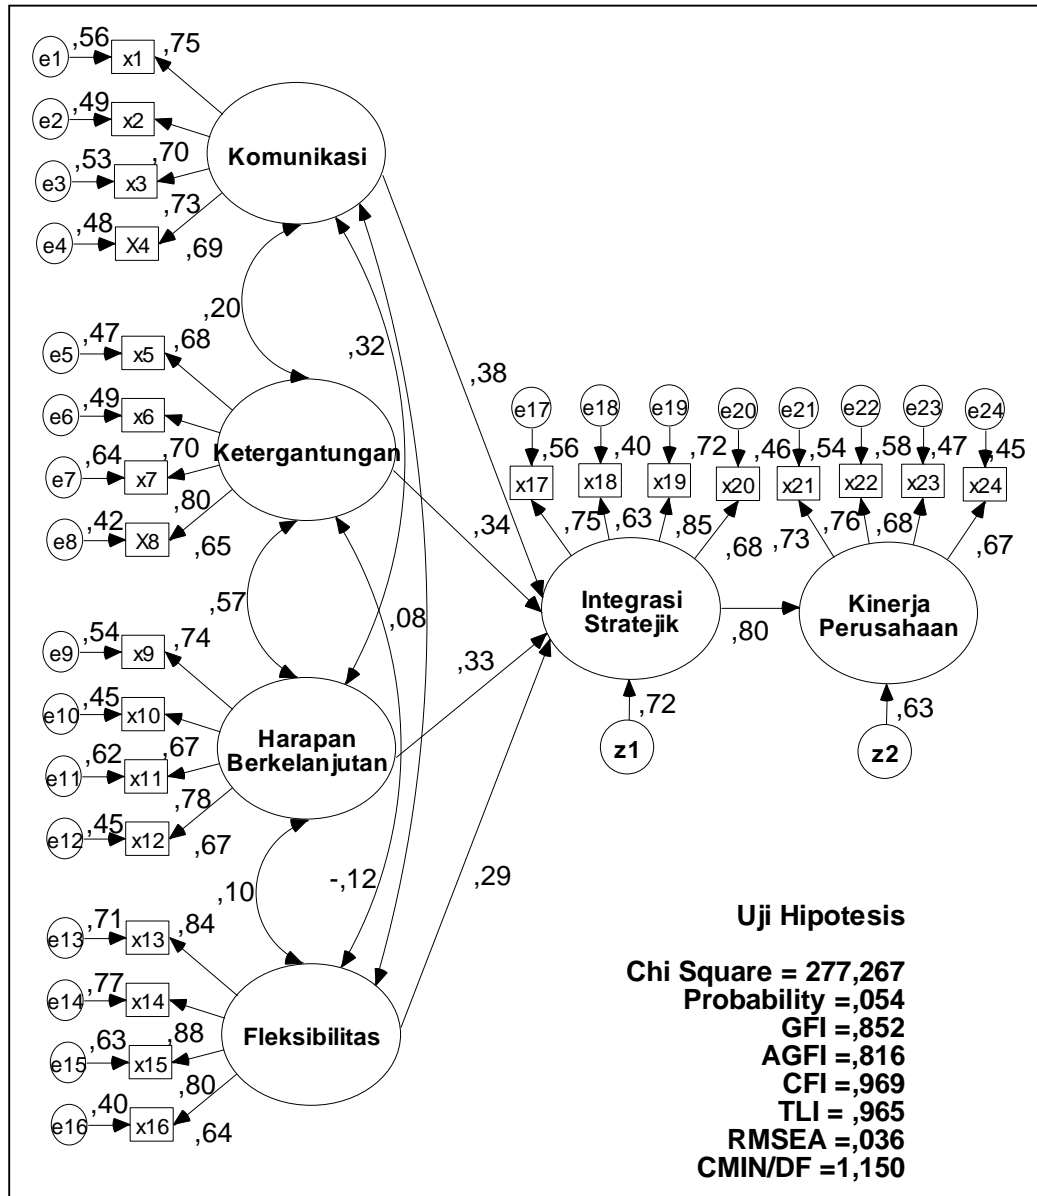 e1 ,56 x1 ,75
e2 ,49 x2 ,70
e3 ,53 x3 ,73
e4 ,48 X4 ,69
Komunikasi
,20
,32
,38
e5 ,47 x5 ,68
e6 ,49 x6 ,70
e7 ,64 x7 ,80
e8 ,42 X8 ,65
Ketergantungan
,34
,57
,08
e9 ,54 x9 ,74
e10 ,45 x10 ,67
e11 ,62 x11 ,78
e12 ,45 x12 ,67
Harapan
Berkelanjutan
,33
,10
-,12
,29
e13 ,71 x13 ,84
e14 ,77 x14 ,88
e15 ,63 x15 ,80
e16 ,40 x16 ,64
Fleksibilitas
e17 e18 e19 e20 e21 e22 e23 e24
,56 ,40 ,72 ,46 ,54 ,58 ,47 ,45
x17 x18 x19 x20 x21 x22 x23 x24
,75 ,63 ,85 ,68 ,73 ,76 ,68 ,67
Integrasi
Stratejik
,80
Kinerja
Perusahaan
,72
z1
,63
z2
Uji Hipotesis
Chi Square = 277,267
Probability =,054
GFI =,852
AGFI =,816
CFI =,969
TLI = ,965
RMSEA =,036
CMIN/DF =1,150